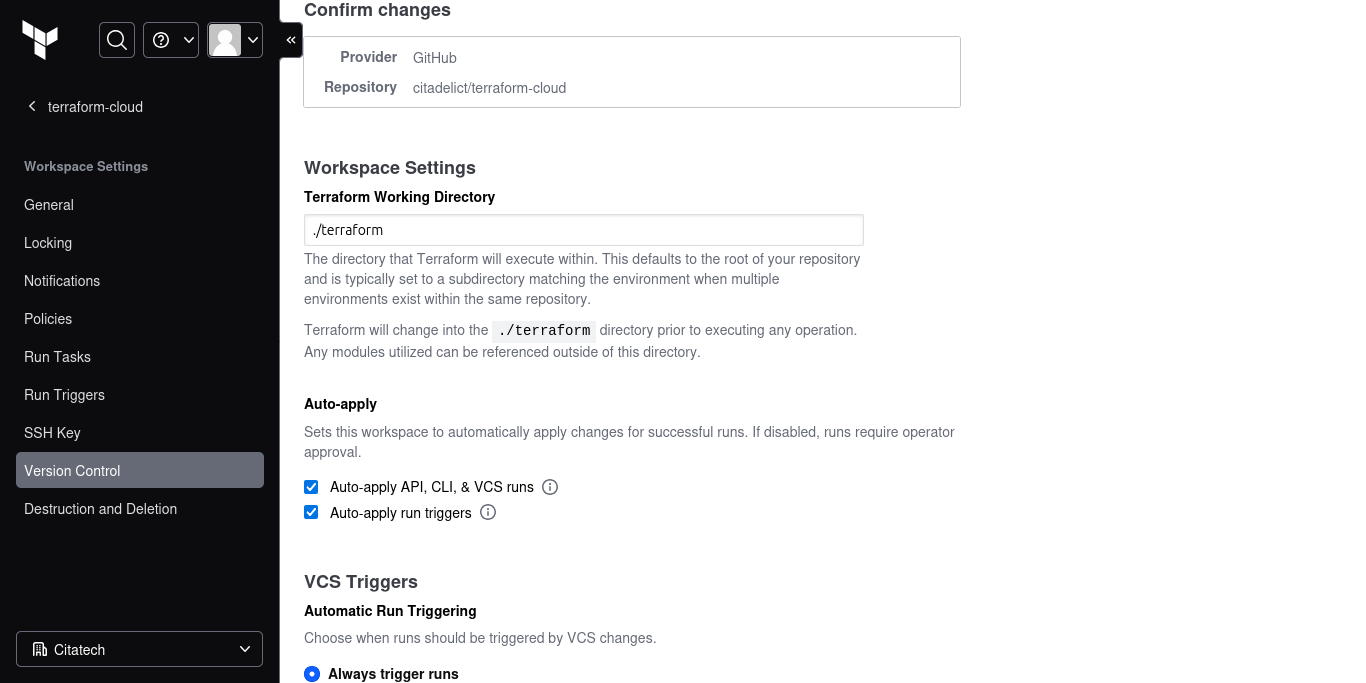 terraform-cloud
Workspace Settings
General
Locking
Notifications
Policies
Run Tasks
Run Triggers
SSH Key
Version Control
Destruction and Deletion
Citatech
Confirm changes
Provider GitHub
Repository citadelict/terraform-cloud
Workspace Settings
Terraform Working Directory
./terraform
The directory that Terraform will execute within. This defaults to the root of your repository
and is typically set to a subdirectory matching the environment when multiple
environments exist within the same repository.
Terraform will change into the ./terraform directory prior to executing any operation.
Any modules utilized can be referenced outside of this directory.
Auto-apply
Sets this workspace to automatically apply changes for successful runs. If disabled, runs require operator
approval.
Auto-apply API, CLI, & VCS runs
Auto-apply run triggers
VCS Triggers
Automatic Run Triggering
Choose when runs should be triggered by VCS changes.
Always trigger runs